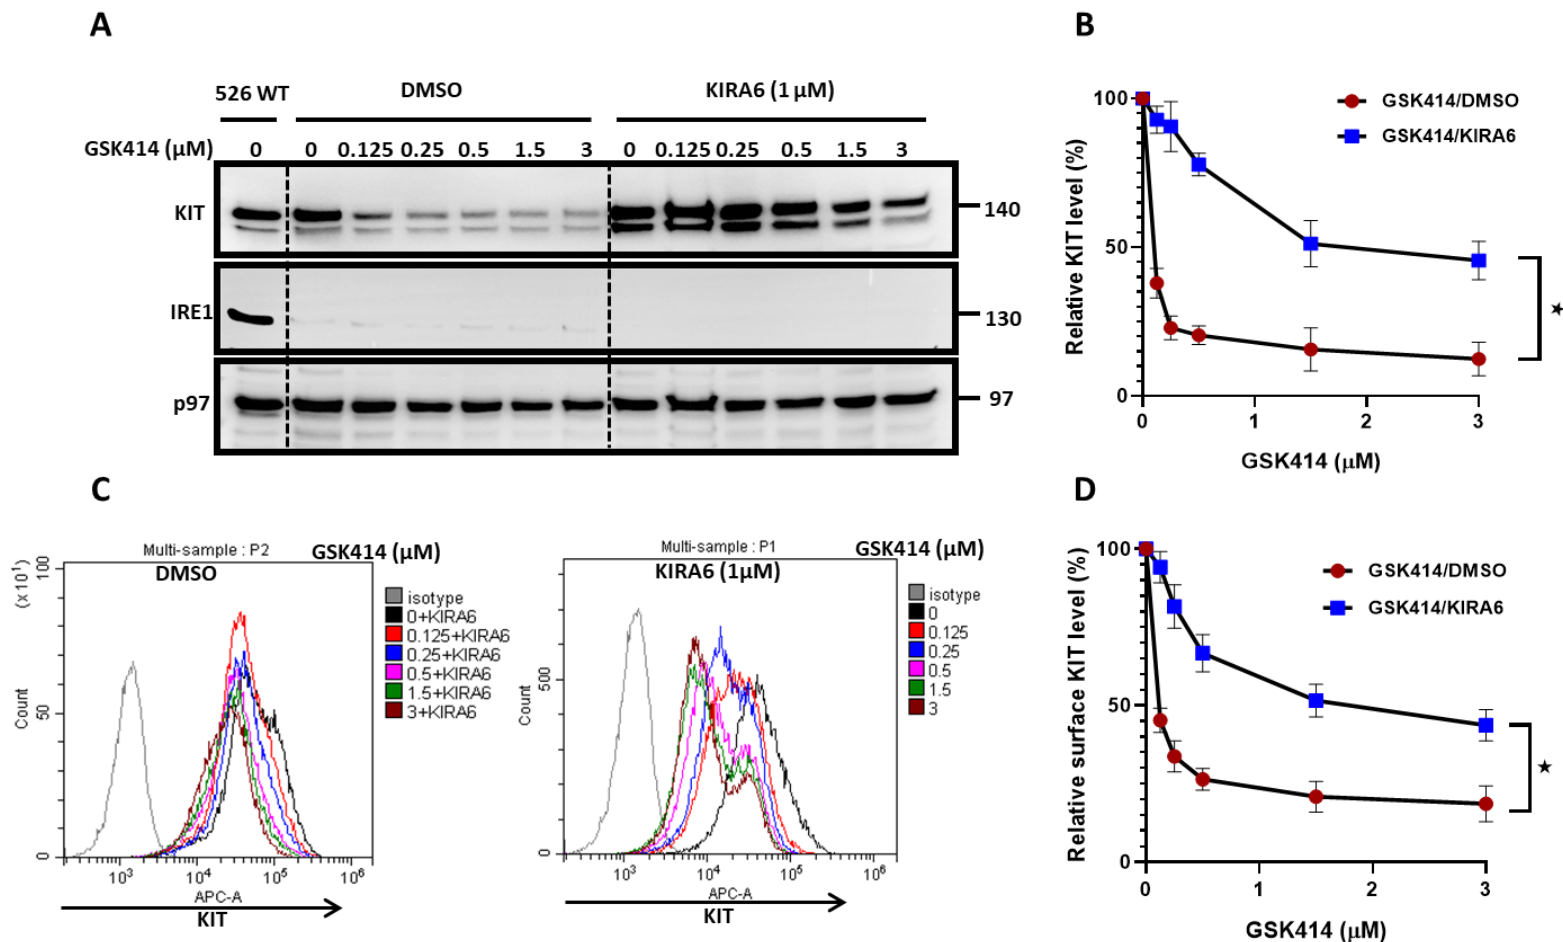 A
526 WT DMSO KIRA6 (1 µM)
GSK414 (µM) 0 0 0.125 0.25 0.5 1.5 3 0 0.125 0.25 0.5 1.5 3
KIT 140
IRE1 130
p97 97
B
GSK414/DMSO
GSK414/KIRA6
Relative KIT level (%)
100
50
0
0 1 2 3
GSK414 (µM)
★
C
Multi-sample : P2
DMSO
GSK414 (µM)
(x 10¹)
Count
100
50
0
10³ 10⁴ 10⁵ 10⁶
APC-A
KIT
isotype
0+KIRA6
0.125+KIRA6
0.25+KIRA6
0.5+KIRA6
1.5+KIRA6
3+KIRA6
Multi-sample : P1
KIRA6 (1µM)
GSK414 (µM)
Count
500
0
10³ 10⁴ 10⁵ 10⁶
APC-A
KIT
isotype
0
0.125
0.25
0.5
1.5
3
D
GSK414/DMSO
GSK414/KIRA6
Relative surface KIT level (%)
100
50
0
0 1 2 3
GSK414 (µM)
★